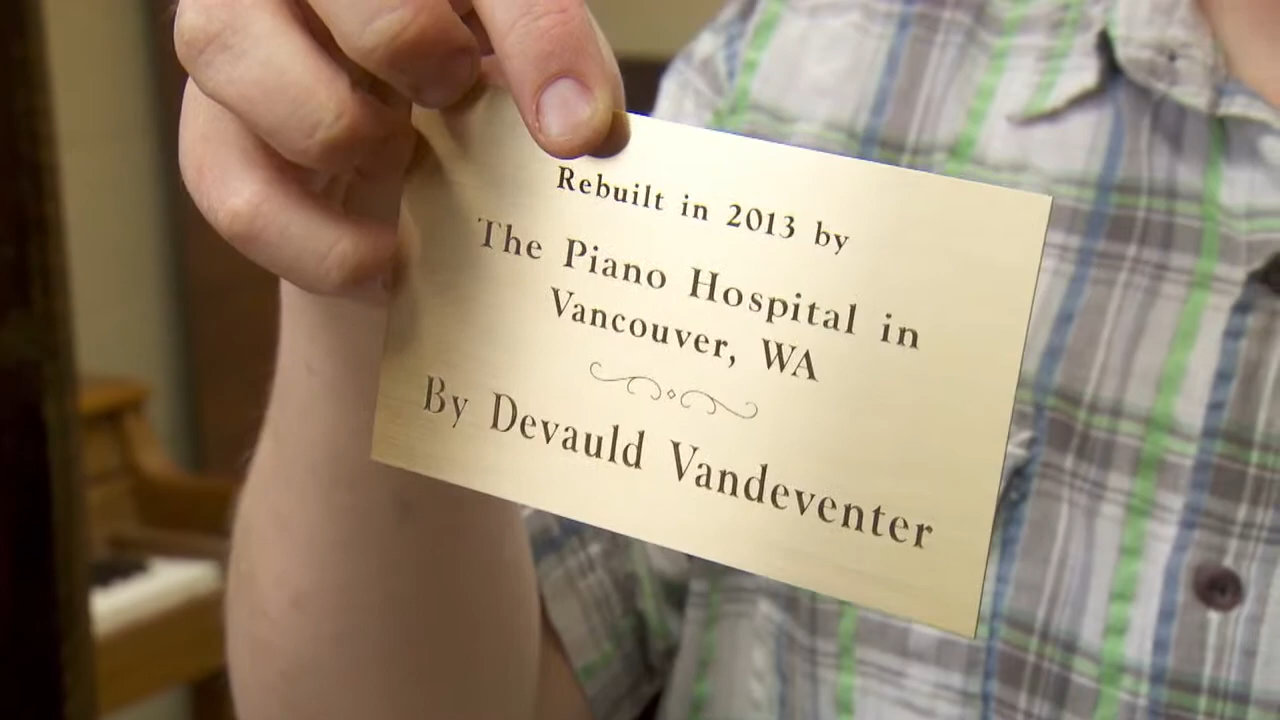 Rebuilt in 2013 by
The Piano Hospital in
Vancouver, WA
By Devauld Vandeventer